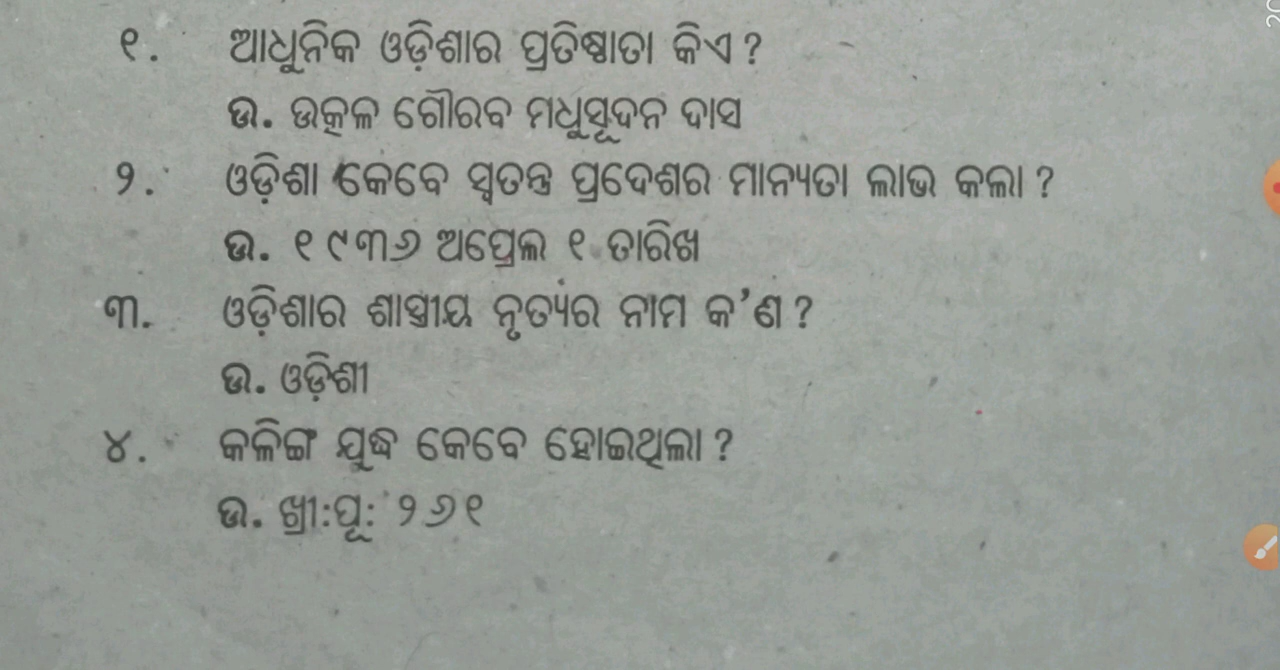 ୧. ଆଧୁନିକ ଓଡ଼ିଶାର ପ୍ରତିଷ୍ଠାତା କିଏ ?
ଉ. ଉତ୍କଳ ଗୌରବ ମଧୁସୂଦନ ଦାସ
୨. ଓଡ଼ିଶା କେବେ ସ୍ୱତନ୍ତ୍ର ପ୍ରଦେଶର ମାନ୍ୟତା ଲାଭ କଲା ?
ଉ. ୧୯୩୬ ଅପ୍ରେଲ ୧ ତାରିଖ
୩. ଓଡ଼ିଶାର ଶାସ୍ତ୍ରୀୟ ନୃତ୍ୟର ନାମ କ'ଣ ?
ଉ. ଓଡ଼ିଶୀ
୪. କଳିଙ୍ଗ ଯୁଦ୍ଧ କେବେ ହୋଇଥିଲା ?
ଉ. ଖ୍ରୀ:ପୂ: ୨୬୧